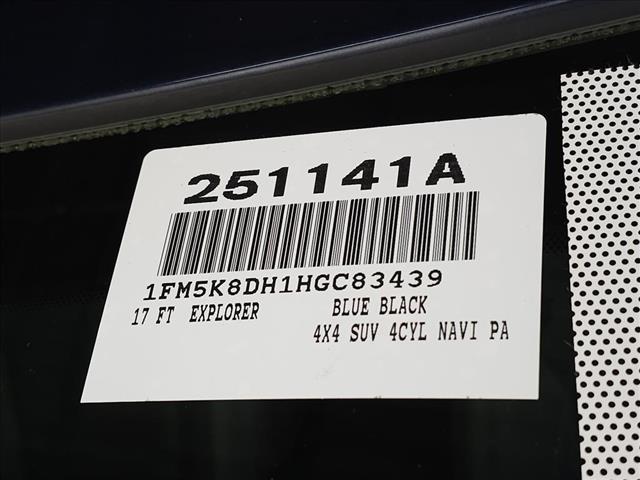 251141A
1FM5K8DH1HGC83439
17 FT EXPLORER BLUE BLACK
4X4 SUV 4CYL NAVI PA